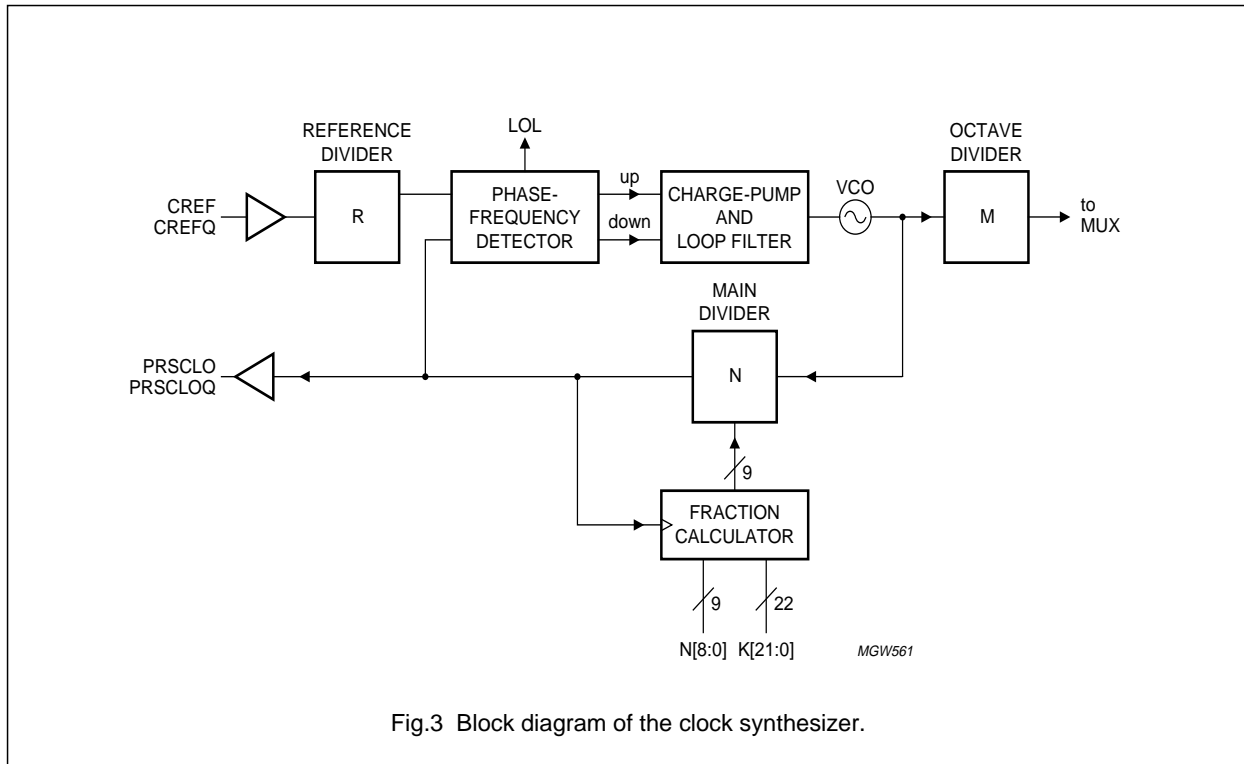 REFERENCE
DIVIDER
LOL
OCTAVE
DIVIDER
CREF
CREFQ
R
PHASE-
FREQUENCY
DETECTOR
up
down
CHARGE-PUMP
AND
LOOP FILTER
VCO
M
to
MUX
MAIN
DIVIDER
PRSCLO
PRSCLOQ
N
9
FRACTION
CALCULATOR
9
22
N[8:0] K[21:0]
MGW561
Fig.3 Block diagram of the clock synthesizer.